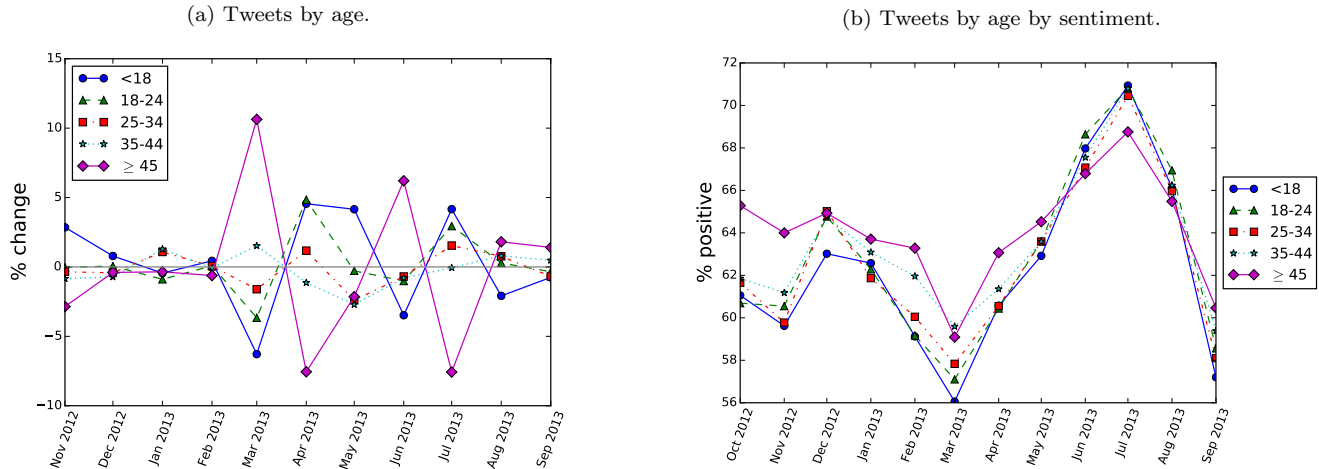 (a) Tweets by age.
% change
15
10
5
0
−5
−10
<18
18-24
25-34
35-44
≥ 45
Nov 2012
Dec 2012
Jan 2013
Feb 2013
Mar 2013
Apr 2013
May 2013
Jun 2013
Jul 2013
Aug 2013
Sep 2013
(b) Tweets by age by sentiment.
% positive
72
70
68
66
64
62
60
58
56
Oct 2012
Nov 2012
Dec 2012
Jan 2013
Feb 2013
Mar 2013
Apr 2013
May 2013
Jun 2013
Jul 2013
Aug 2013
Sep 2013
<18
18-24
25-34
35-44
≥ 45